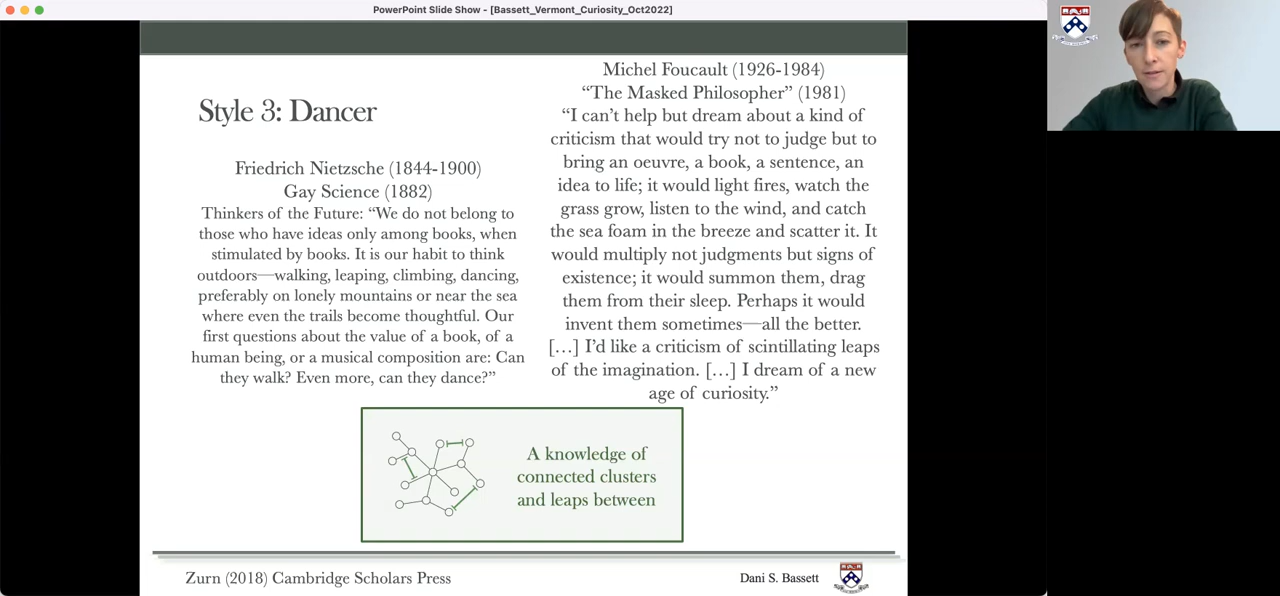 PowerPoint Slide Show - [Bassett_Vermont_Curiosity_Oct2022]
Style 3: Dancer
Friedrich Nietzsche (1844-1900)
Gay Science (1882)
Thinkers of the Future: “We do not belong to
those who have ideas only among books, when
stimulated by books. It is our habit to think
outdoors—walking, leaping, climbing, dancing,
preferably on lonely mountains or near the sea
where even the trails become thoughtful. Our
first questions about the value of a book, of a
human being, or a musical composition are: Can
they walk? Even more, can they dance?”
Michel Foucault (1926-1984)
“The Masked Philosopher” (1981)
“I can’t help but dream about a kind of
criticism that would try not to judge but to
bring an oeuvre, a book, a sentence, an
idea to life; it would light fires, watch the
grass grow, listen to the wind, and catch
the sea foam in the breeze and scatter it. It
would multiply not judgments but signs of
existence; it would summon them, drag
them from their sleep. Perhaps it would
invent them sometimes—all the better.
[…] I’d like a criticism of scintillating leaps
of the imagination. […] I dream of a new
age of curiosity.”
A knowledge of
connected clusters
and leaps between
Zurn (2018) Cambridge Scholars Press
Dani S. Bassett